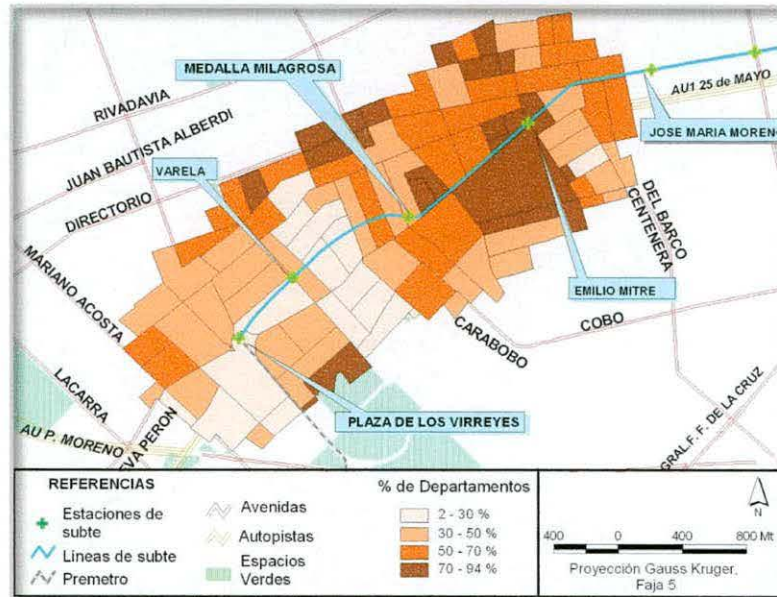 MEDALLA MILAGROSA
RIVADAVIA
AU1 25 de MAYO
JUAN BAUTISTA ALBERDI
JOSE MARIA MORENO
VARELA
DIRECTORIO
DEL BARCO
CENTENERA
MARIANO ACOSTA
EMILIO MITRE
CARABOBO
COBO
LACARRA
PLAZA DE LOS VIRREYES
AU P. MORENO
EVA PERON
GRAL F. F. DE LA CRUZ
REFERENCIAS
Estaciones de
subte
Lineas de subte
Premetro
Avenidas
Autopistas
Espacios
Verdes
% de Departamentos
2 - 30 %
30 - 50 %
50 - 70 %
70 - 94 %
N
400 0 400 800 Mt
Proyección Gauss Kruger,
Faja 5